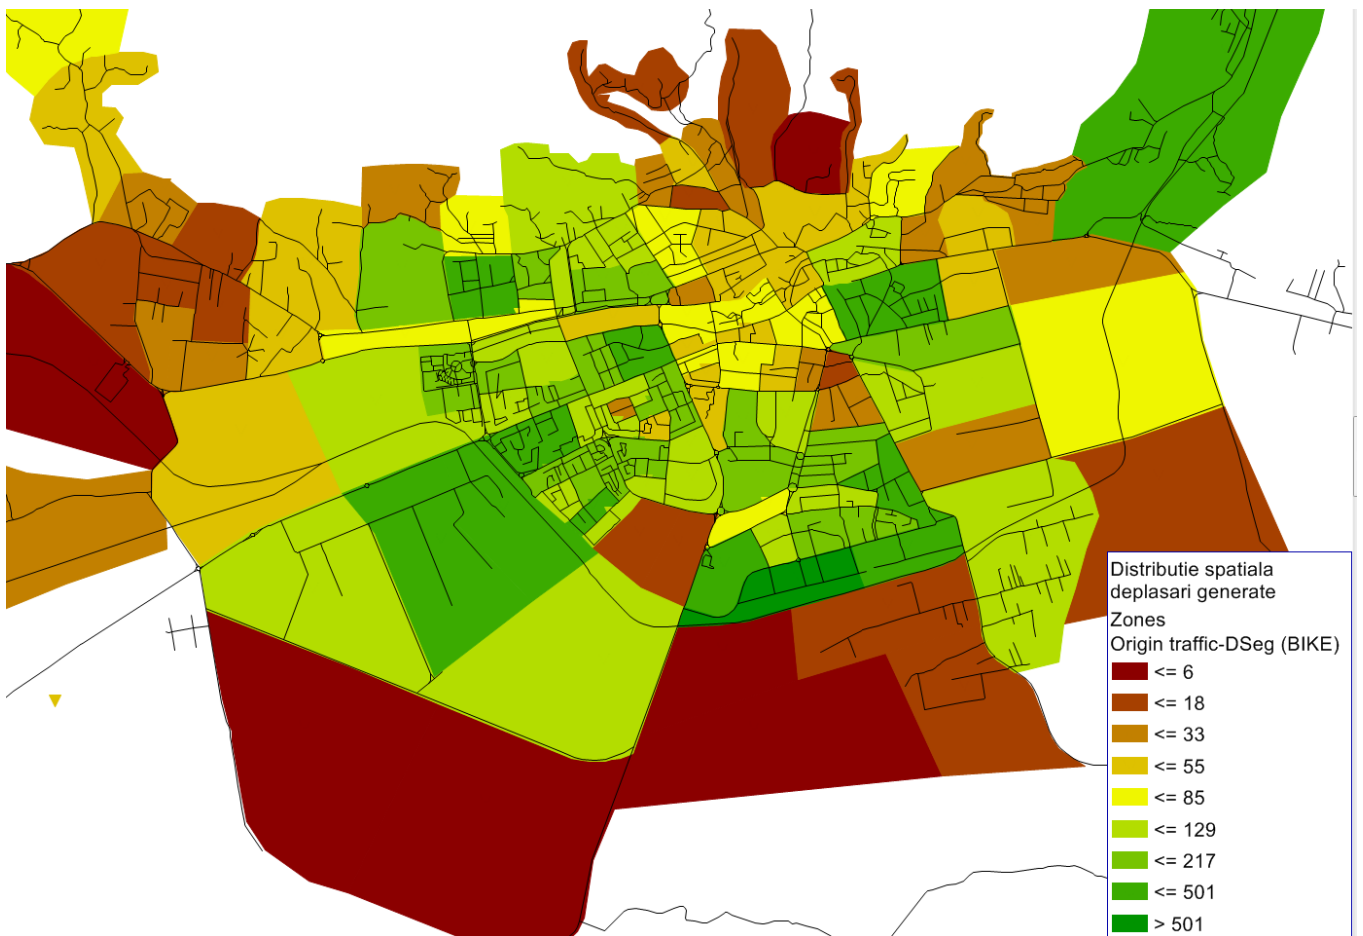 Distributie spatiala
deplasari generate
Zones
Origin traffic-DSeg (BIKE)
<= 6
<= 18
<= 33
<= 55
<= 85
<= 129
<= 217
<= 501
> 501